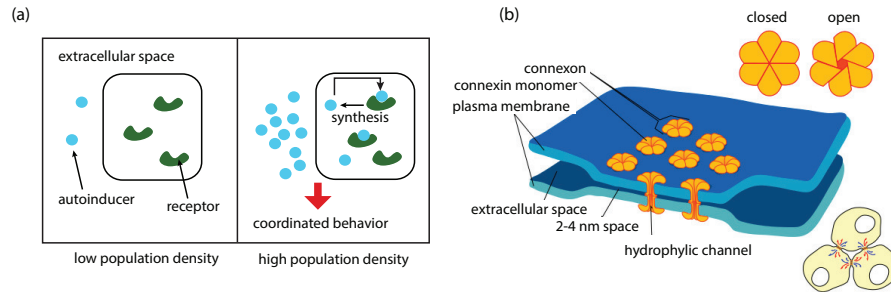 (a)
extracellular space
synthesis
autoinducer
receptor
coordinated behavior
low population density
high population density
(b)
closed
open
connexon
connexin monomer
plasma membrane
extracellular space
2-4 nm space
hydrophylic channel